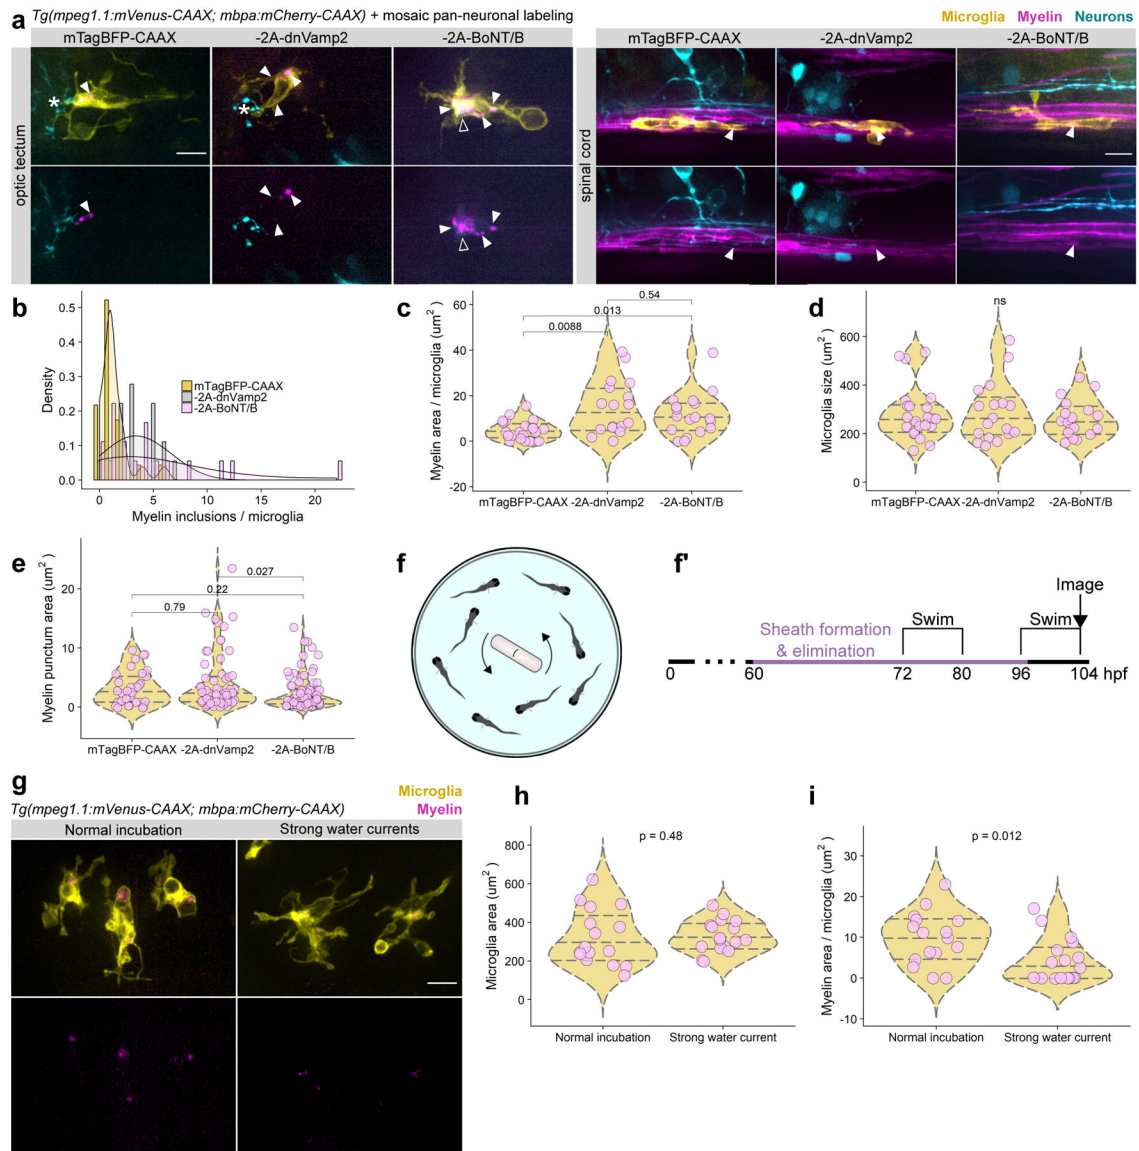 a Tg(mpeg1.1:mVenus-CAAX; mbpa:mCherry-CAAX) + mosaic pan-neuronal labeling
Microglia Myelin Neurons
mTagBFP-CAAX -2A-dnVamp2 -2A-BoNT/B
mTagBFP-CAAX -2A-dnVamp2 -2A-BoNT/B
optic tectum
*
*
spinal cord
b
Density
0.5
0.4
0.3
0.2
0.1
0.0
mTagBFP-CAAX
-2A-dnVamp2
-2A-BoNT/B
0 5 10 15 20
Myelin inclusions / microglia
c
Myelin area / microglia (um²)
60
40
20
0
-20
0.54
0.013
0.0088
mTagBFP-CAAX -2A-dnVamp2 -2A-BoNT/B
d
Microglia size (um²)
600
400
200
0
ns
mTagBFP-CAAX -2A-dnVamp2 -2A-BoNT/B
e
Myelin punctum area (um²)
20
10
0
0.027
0.22
0.79
mTagBFP-CAAX -2A-dnVamp2 -2A-BoNT/B
f
f'
Image
Swim Swim
Sheath formation
& elimination
0 60 72 80 96 104 hpf
g
Microglia
Tg(mpeg1.1:mVenus-CAAX; mbpa:mCherry-CAAX) Myelin
Normal incubation Strong water currents
h
Microglia area (um²)
800
600
400
200
0
p = 0.48
Normal incubation Strong water current
i
Myelin area / microglia (um²)
30
20
10
0
-10
p = 0.012
Normal incubation Strong water current